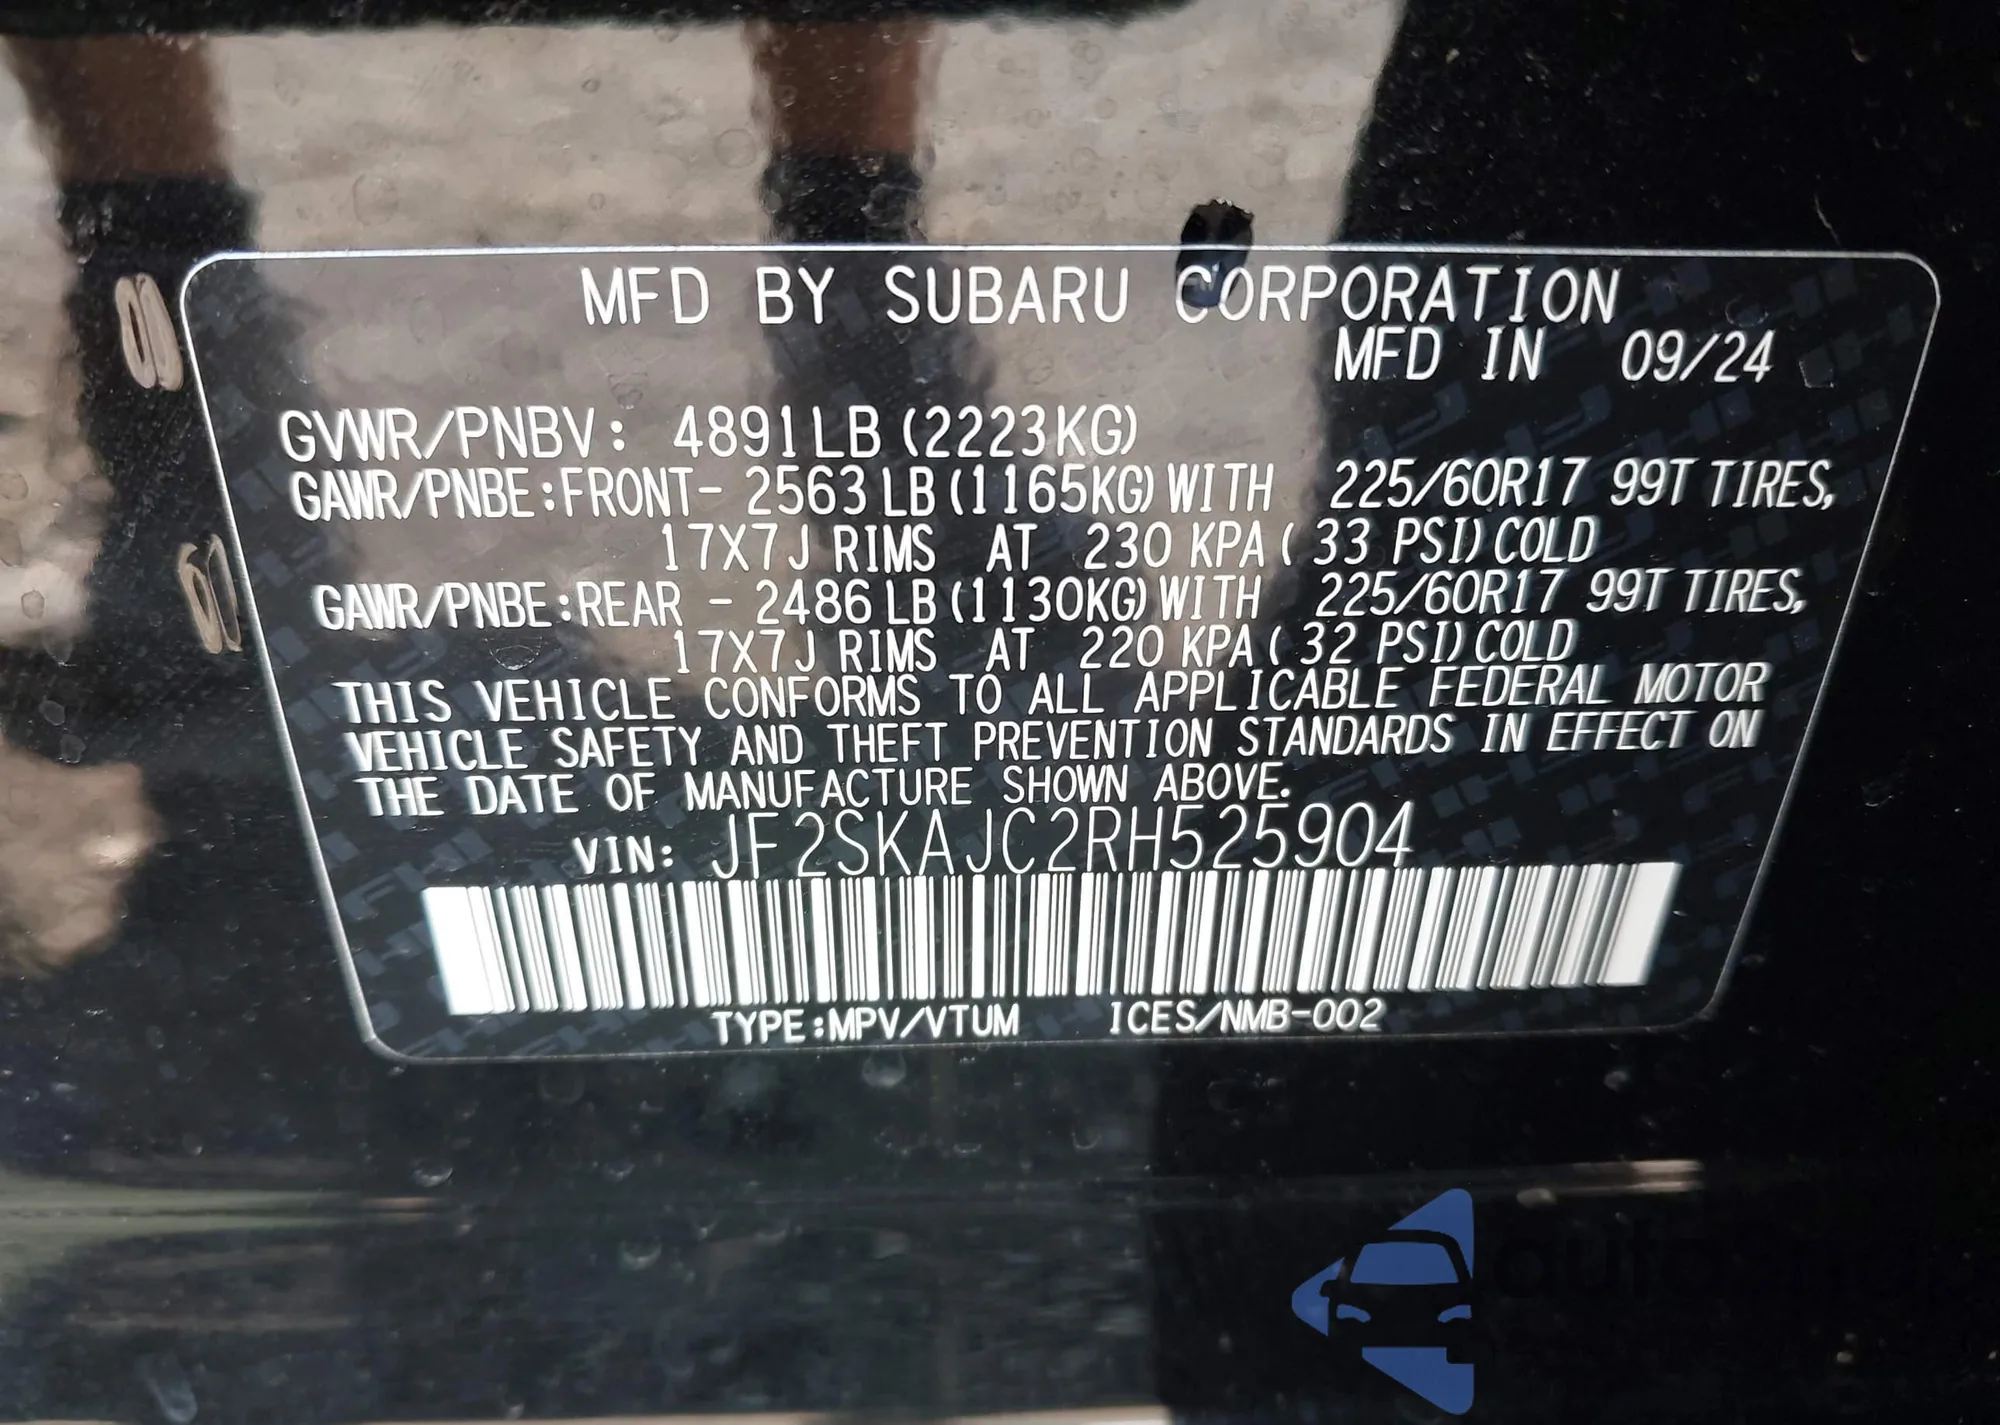 MFD BY SUBARU CORPORATION
MFD IN 09/24
GVWR/PNBV: 4891LB (2223KG)
GAWR/PNBE:FRONT- 2563 LB (1165KG) WITH 225/60R17 99T TIRES,
17X7J RIMS AT 230 KPA ( 33 PSI) COLD
GAWR/PNBE:REAR - 2486 LB (1130KG) WITH 225/60R17 99T TIRES,
17X7J RIMS AT 220 KPA ( 32 PSI) COLD
THIS VEHICLE CONFORMS TO ALL APPLICABLE FEDERAL MOTOR
VEHICLE SAFETY AND THEFT PREVENTION STANDARDS IN EFFECT ON
THE DATE OF MANUFACTURE SHOWN ABOVE.
VIN: JF2SKAJC2RH525904
TYPE:MPV/VTUM ICES/NMB-002